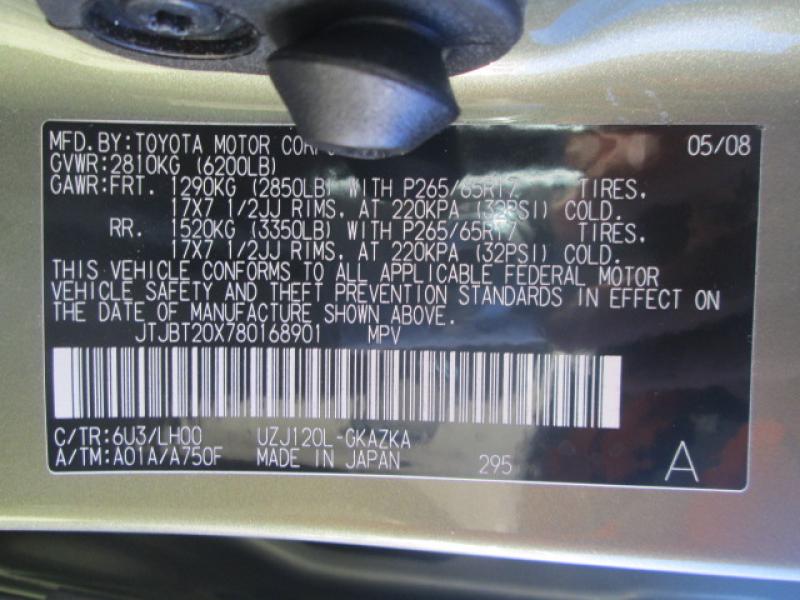 MFD.BY:TOYOTA MOTOR 05/08
GVWR:2810KG (6200LB)
GAWR:FRT. 1290KG (2850LB) WITH P265/65R17 TIRES,
17X7 1/2JJ RIMS, AT 220KPA (32PSI) COLD.
RR. 1520KG (3350LB) WITH P265/65R17 TIRES,
17X7 1/2JJ RIMS, AT 220KPA (32PSI) COLD.
THIS VEHICLE CONFORMS TO ALL APPLICABLE FEDERAL MOTOR
VEHICLE SAFETY AND THEFT PREVENTION STANDARDS IN EFFECT ON
THE DATE OF MANUFACTURE SHOWN ABOVE.
JTJBT20X780168901 MPV
C/TR:6U3/LH00 UZJ120L-GKAZKA
A/TM:A01A/A750F MADE IN JAPAN 295 A